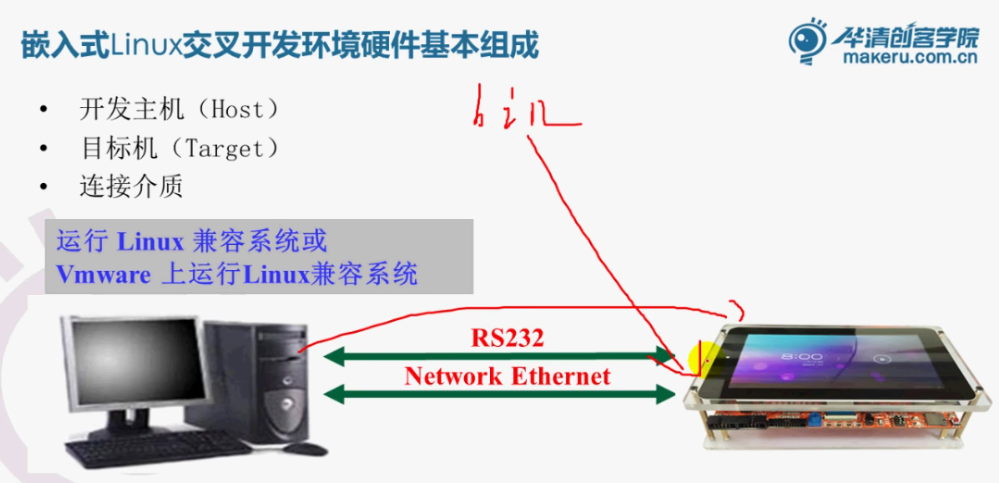 嵌入式Linux交叉开发环境硬件基本组成
华清创客学院
makeru.com.cn
• 开发主机（Host）
• 目标机（Target）
• 连接介质
bin
运行 Linux 兼容系统或
Vmware 上运行Linux兼容系统
RS232
Network Ethernet
8:00